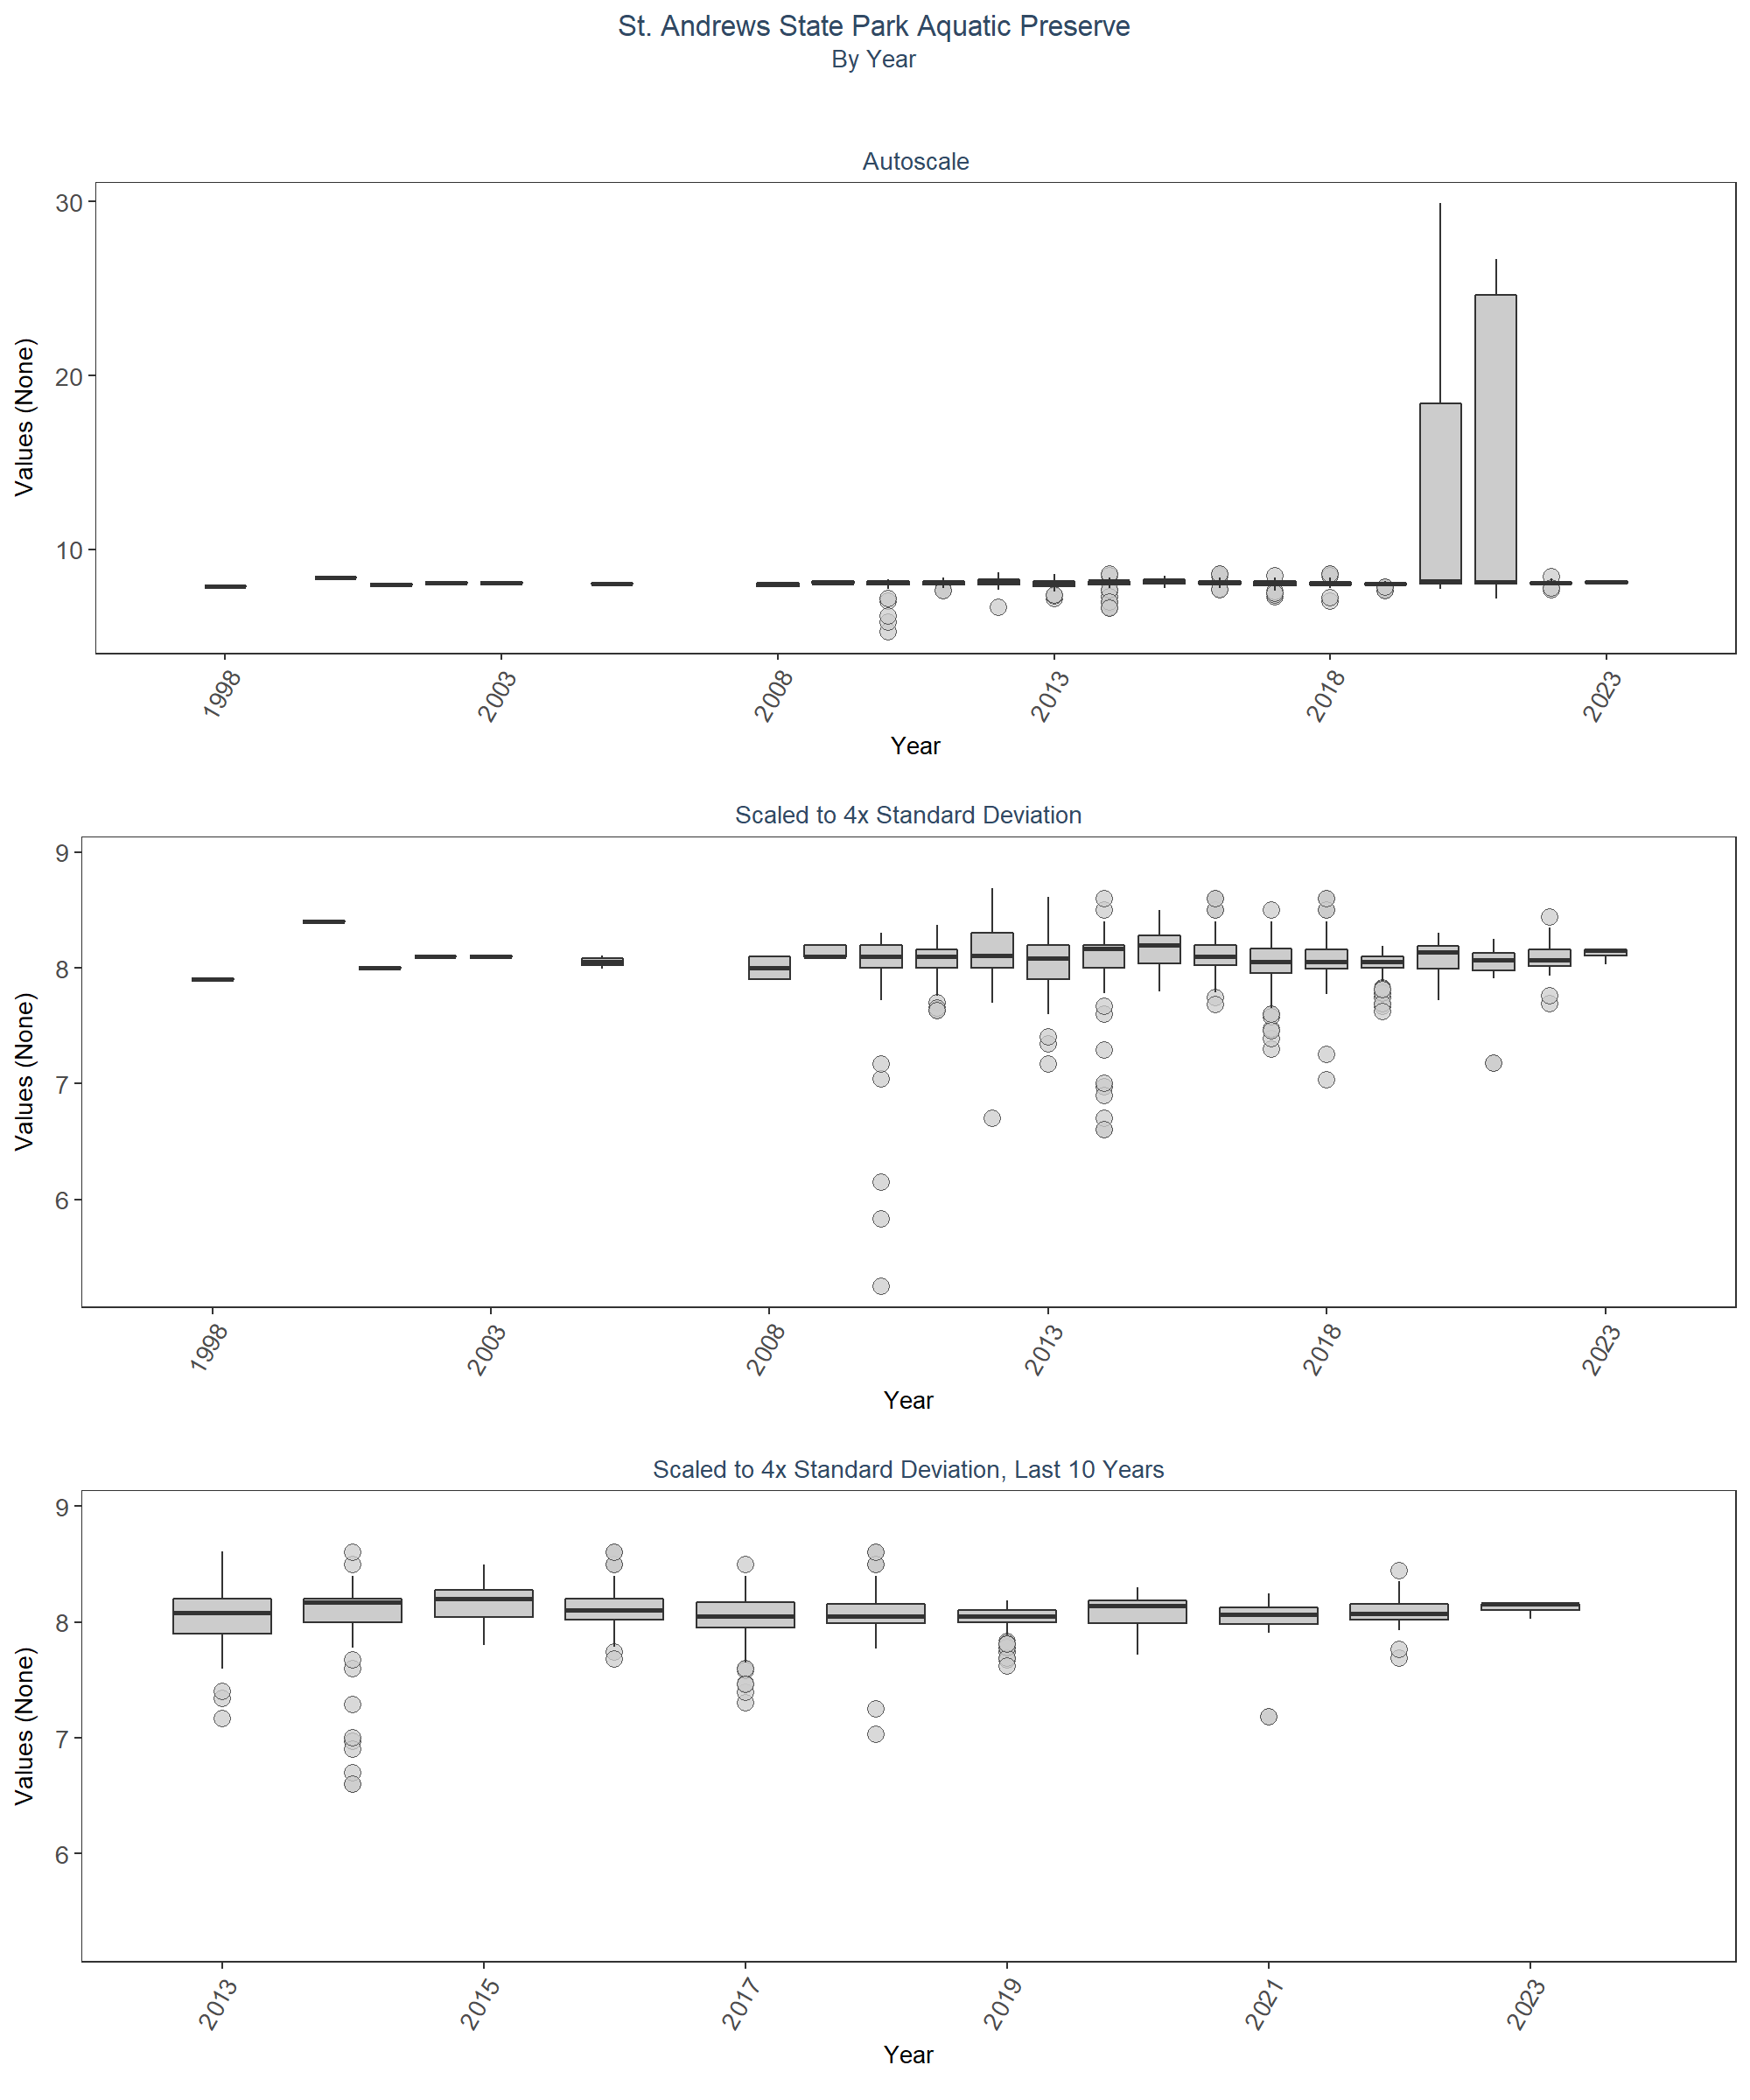 St. Andrews State Park Aquatic Preserve
By Year
Autoscale
30
20
10
Values (None)
1998
2003
2008
2013
2018
2023
Year
Scaled to 4x Standard Deviation
9
8
7
6
Values (None)
1998
2003
2008
2013
2018
2023
Year
Scaled to 4x Standard Deviation, Last 10 Years
9
8
7
6
Values (None)
2013
2015
2017
2019
2021
2023
Year